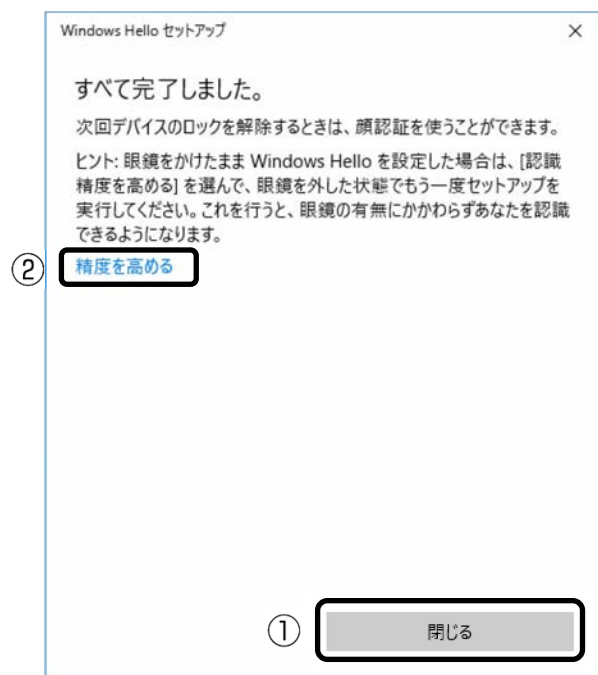 Windows Hello セットアップ
すべて完了しました。
次回デバイスのロックを解除するときは、顔認証を使うことができます。
ヒント: 眼鏡をかけたまま Windows Hello を設定した場合は、[認識
精度を高める] を選んで、眼鏡を外した状態でもう一度セットアップを
実行してください。これを行うと、眼鏡の有無にかかわらずあなたを認識
できるようになります。
② 精度を高める
① 閉じる